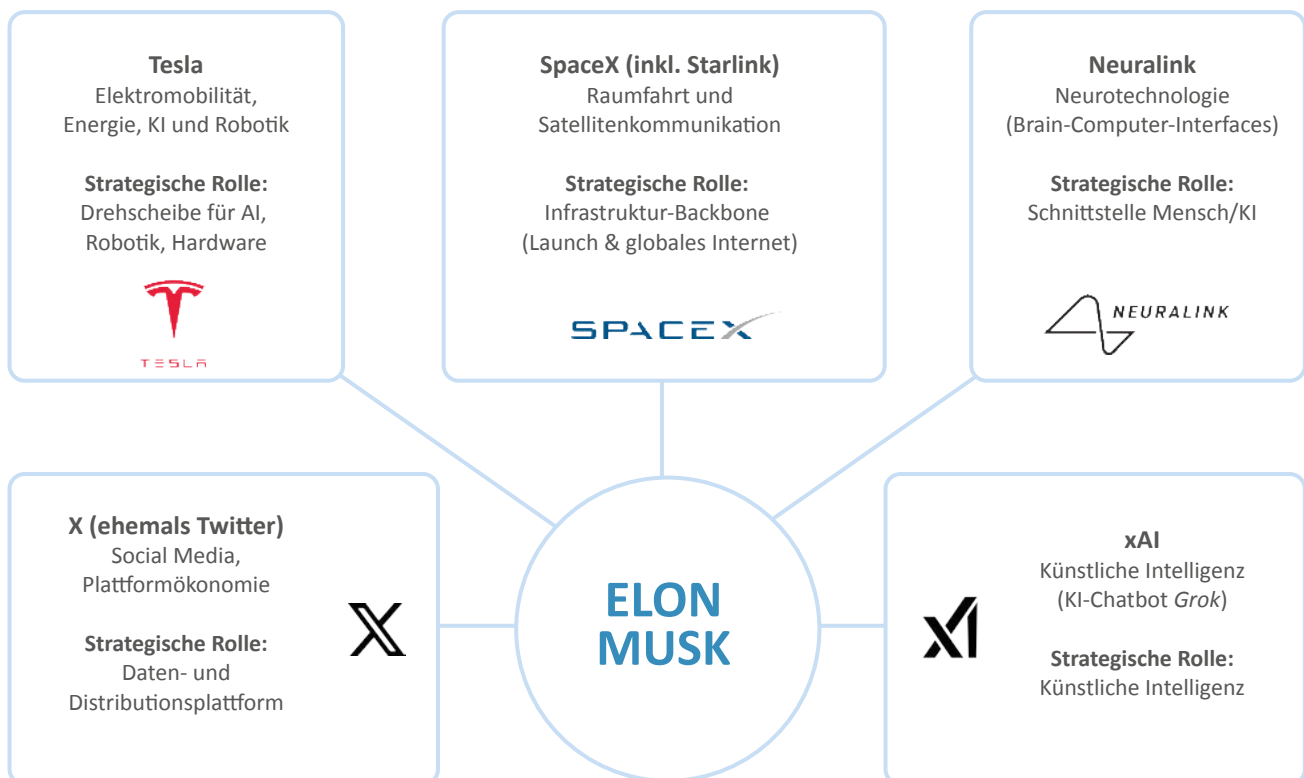 Tesla
Elektromobilität,
Energie, KI und Robotik
Strategische Rolle:
Drehscheibe für AI,
Robotik, Hardware
TESLA
SpaceX (inkl. Starlink)
Raumfahrt und
Satellitenkommunikation
Strategische Rolle:
Infrastruktur-Backbone
(Launch & globales Internet)
SPACEX
Neuralink
Neurotechnologie
(Brain-Computer-Interfaces)
Strategische Rolle:
Schnittstelle Mensch/KI
NEURALINK
X (ehemals Twitter)
Social Media,
Plattformökonomie
Strategische Rolle:
Daten- und
Distributionsplattform
X
ELON
MUSK
xAI
xAI
Künstliche Intelligenz
(KI-Chatbot Grok)
Strategische Rolle:
Künstliche Intelligenz